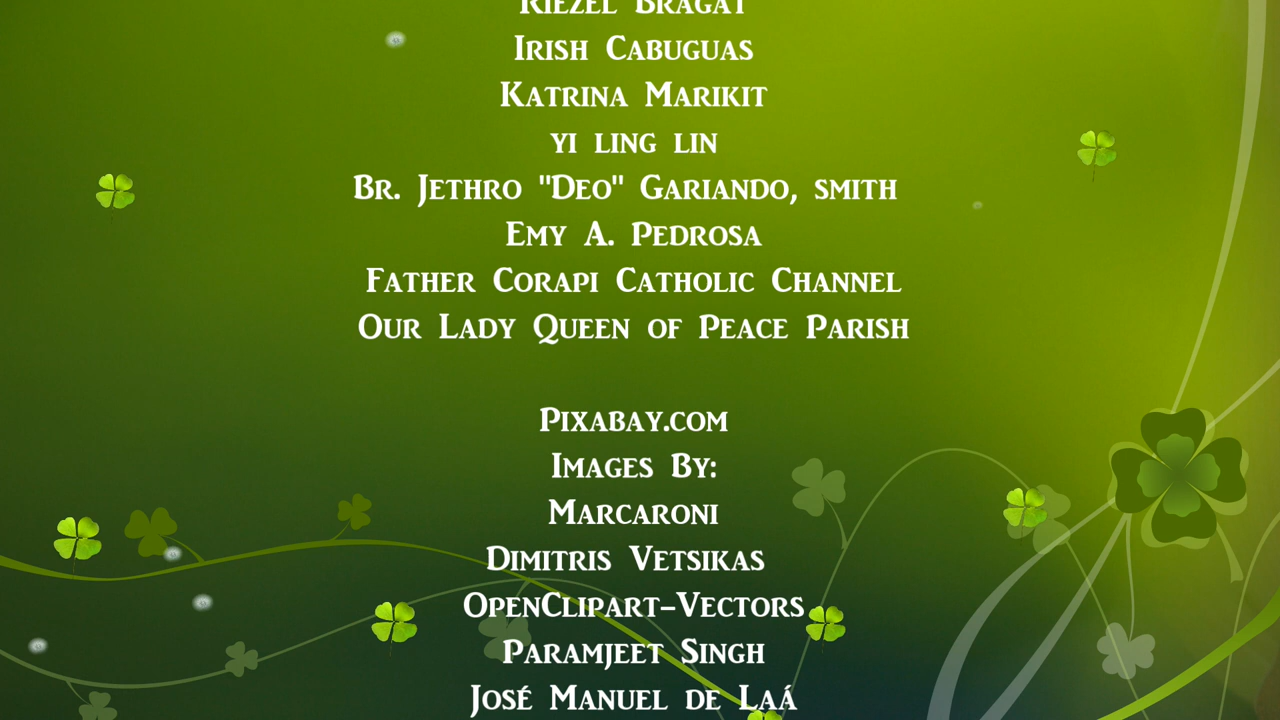 Riezel Bragat
Irish Cabuguas
Katrina Marikit
yi ling lin
Br. Jethro "Deo" Gariando, smith
Emy A. Pedrosa
Father Corapi Catholic Channel
Our Lady Queen of Peace Parish
Pixabay.com
Images By:
Marcaroni
Dimitris Vetsikas
OpenClipart-Vectors
Paramjeet Singh
José Manuel de Laá